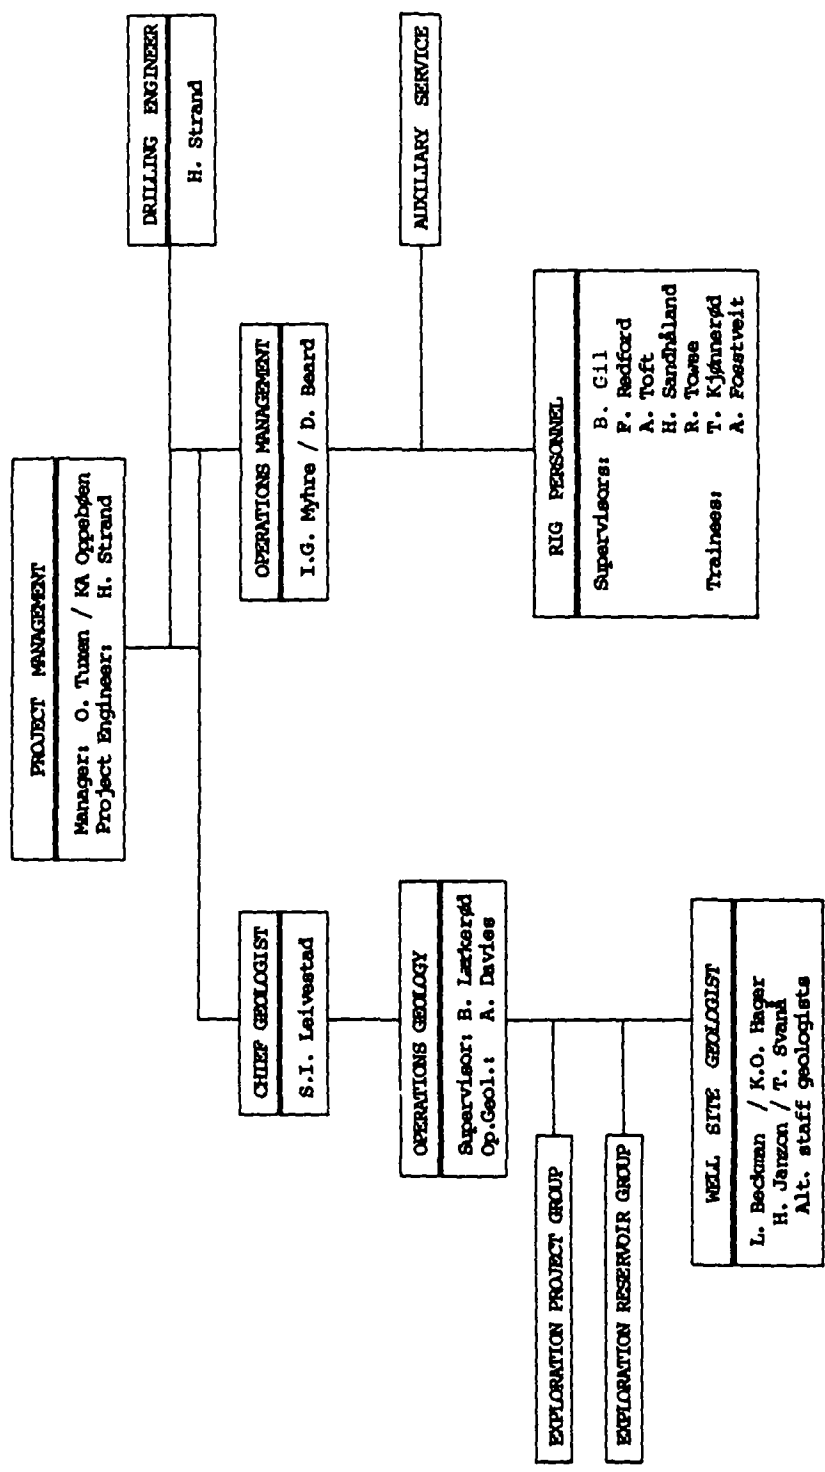 PROJECT MANAGEMENT
Manager: O. Tuxen / KA Oppebøen
Project Engineer: H. Strand
DRILLING ENGINEER
H. Strand
CHIEF GEOLOGIST
S.I. Leivestad
OPERATIONS MANAGEMENT
I.G. Myhre / D. Beard
OPERATIONS GEOLOGY
Supervisor: B. Lærkerød
Op.Geol.: A. Davies
AUXILIARY SERVICE
EXPLORATION PROJECT GROUP
EXPLORATION RESERVOIR GROUP
RIG PERSONNEL
Supervisors: B. Gil
F. Redford
A. Toft
H. Sandhåland
R. Towse
Trainees: T. Kjønnerød
A. Fosstveit
WELL SITE GEOLOGIST
L. Beckman / K.O. Hager
H. Janzon / T. Svanå
Alt. staff geologists